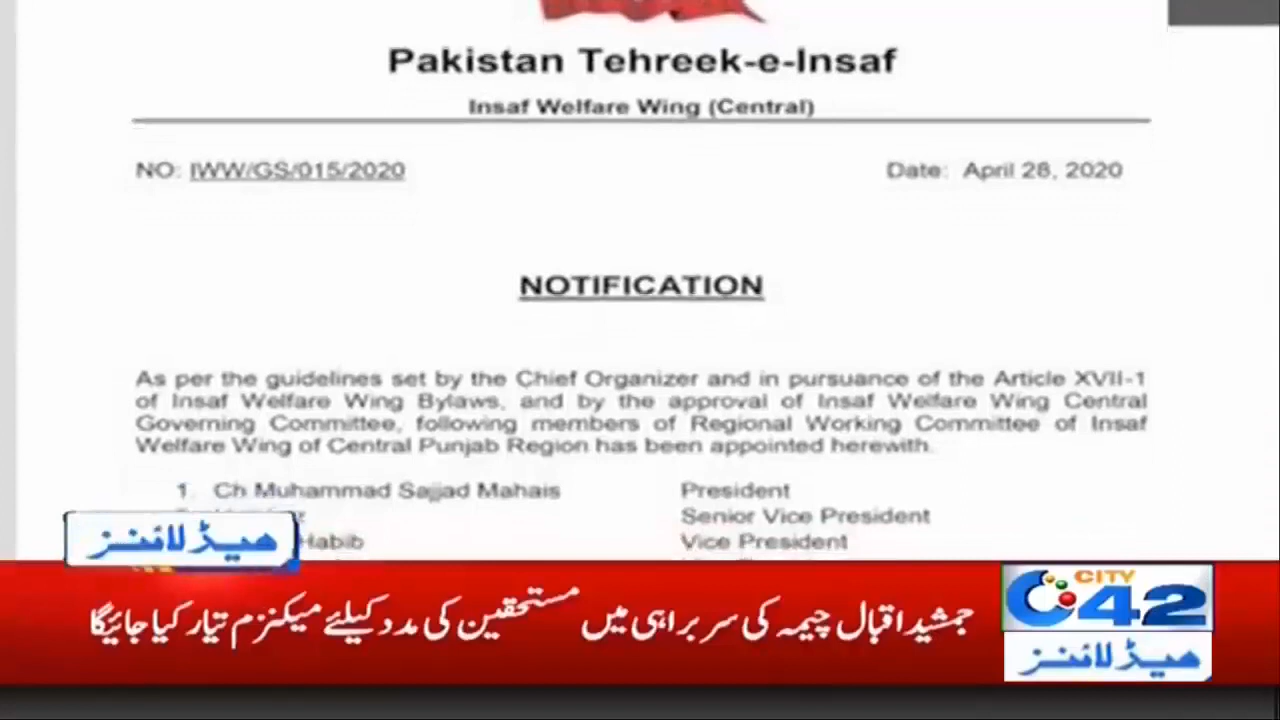 Pakistan Tehreek-e-Insaf
Insaf Welfare Wing (Central)
NO: IWW/GS/015/2020 Date: April 28, 2020
NOTIFICATION
As per the guidelines set by the Chief Organizer and in pursuance of the Article XVII-1
of Insaf Welfare Wing Bylaws, and by the approval of Insaf Welfare Wing Central
Governing Committee, following members of Regional Working Committee of Insaf
Welfare Wing of Central Punjab Region has been appointed herewith.
1. Ch Muhammad Sajjad Mahais President
Senior Vice President
Habib Vice President
ہیڈلائنز
جمشید اقبال چیمہ کی سربراہی میں مستحقین کی مدد کیلئے میکنزم تیار کیا جائیگا
CITY
42
ہیڈلائنز